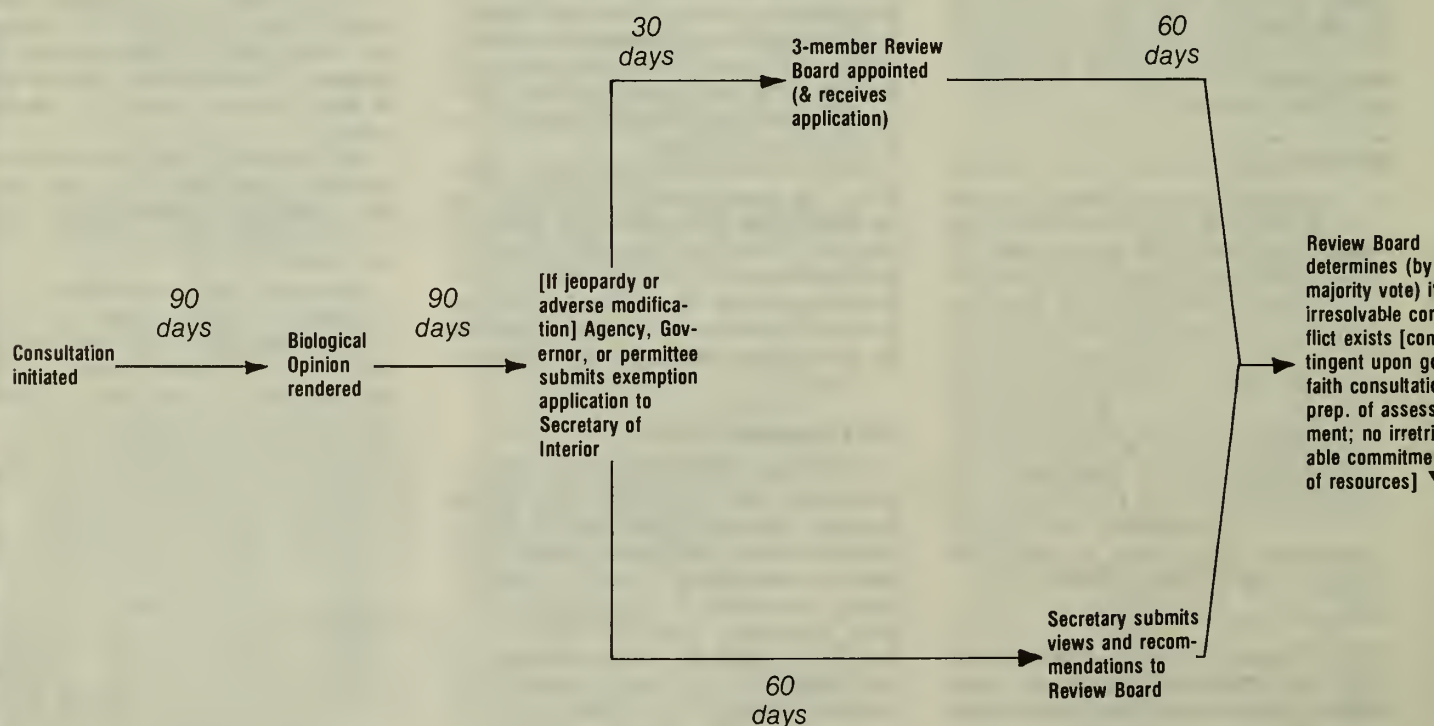 30
days
3-member Review
Board appointed
(& receives
application)
60
days
90
days
Consultation
initiated
Biological
Opinion
rendered
90
days
[If jeopardy or
adverse modifica-
tion] Agency, Gov-
ernor, or permittee
submits exemption
application to
Secretary of
Interior
Review Board
determines (by
majority vote)
irresolvable
flict exists
tingent upon
faith
prep. of
ment; no
able
of resources]
Secretary submits
views and recom-
mendations to
Review Board
60
days